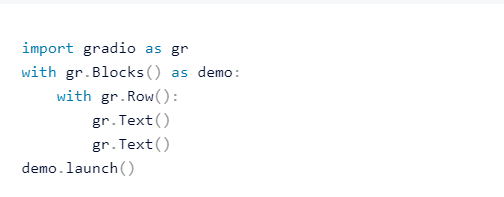 import gradio as gr
with gr.Blocks() as demo:
    with gr.Row():
        gr.Text()
        gr.Text()
demo.launch()